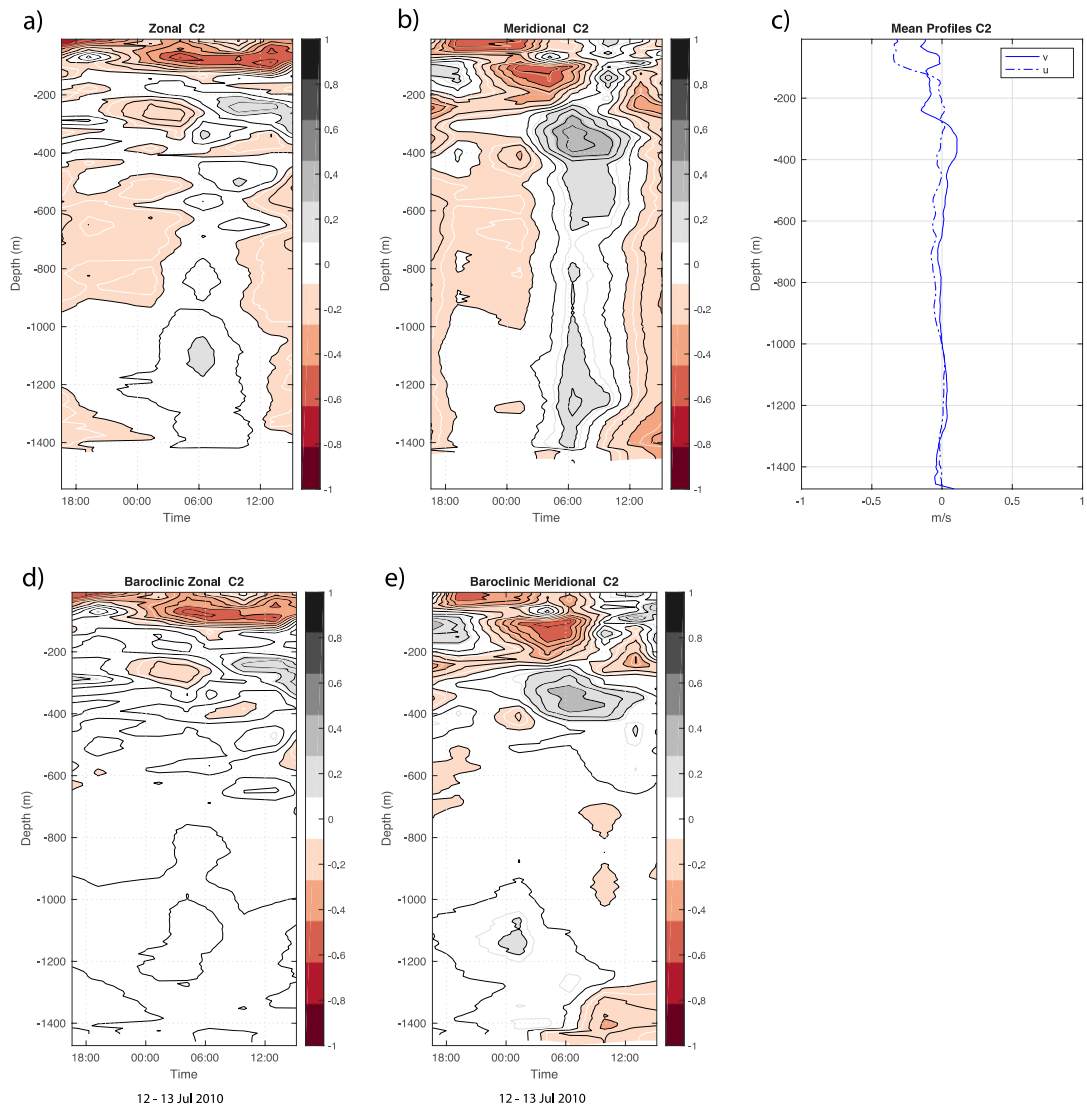 a)
Zonal C2
Depth (m)
-200
-400
-600
-800
-1000
-1200
-1400
18:00 00:00 06:00 12:00
Time
1
0.8
0.6
0.4
0.2
0
-0.2
-0.4
-0.6
-0.8
-1
b)
Meridional C2
Depth (m)
-200
-400
-600
-800
-1000
-1200
-1400
18:00 00:00 06:00 12:00
Time
1
0.8
0.6
0.4
0.2
0
-0.2
-0.4
-0.6
-0.8
-1
c)
Mean Profiles C2
v
u
Depth (m)
-200
-400
-600
-800
-1000
-1200
-1400
-1 -0.5 0 0.5 1
m/s
d)
Baroclinic Zonal C2
Depth (m)
-200
-400
-600
-800
-1000
-1200
-1400
18:00 00:00 06:00 12:00
Time
12 - 13 Jul 2010
1
0.8
0.6
0.4
0.2
0
-0.2
-0.4
-0.6
-0.8
-1
e)
Baroclinic Meridional C2
Depth (m)
-200
-400
-600
-800
-1000
-1200
-1400
18:00 00:00 06:00 12:00
Time
12 - 13 Jul 2010
1
0.8
0.6
0.4
0.2
0
-0.2
-0.4
-0.6
-0.8
-1